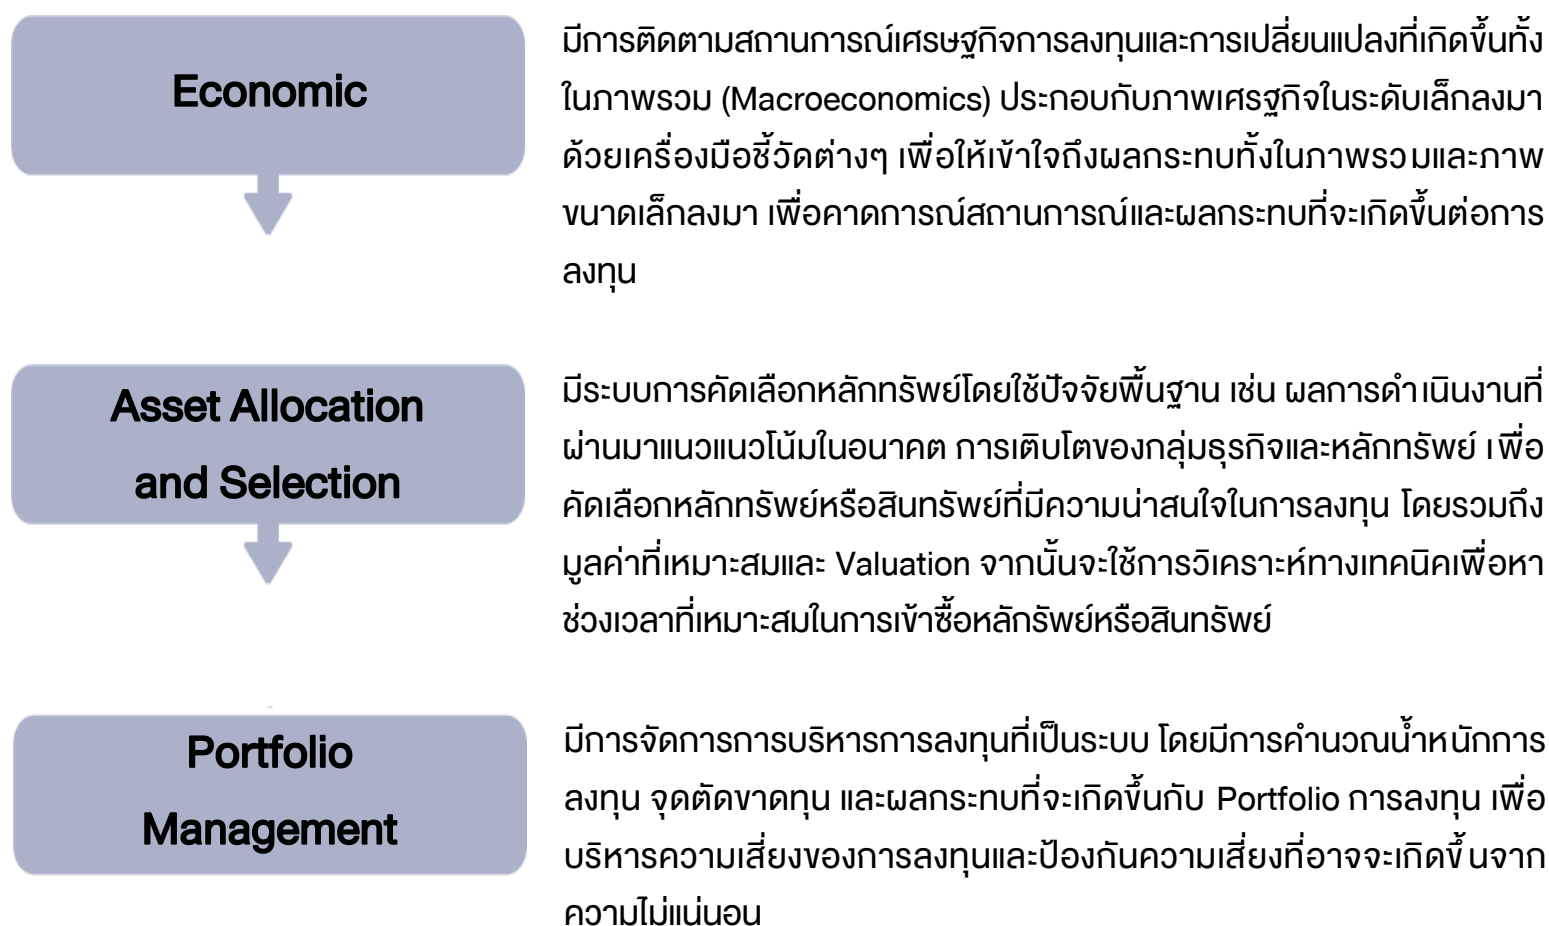 Economic
มีการติดตามสถานการณ์เศรษฐกิจการลงทุนและการเปลี่ยนแปลงที่เกิดขึ้นทั้ง
ในภาพรวม (Macroeconomics) ประกอบกับภาพเศรษฐกิจในระดับเล็กลงมา
ด้วยเครื่องมือชี้วัดต่างๆ เพื่อให้เข้าใจถึงผลกระทบทั้งในภาพรวมและภาพ
ขนาดเล็กลงมา เพื่อคาดการณ์สถานการณ์และผลกระทบที่จะเกิดขึ้นต่อการ
ลงทุน
Asset Allocation
and Selection
มีระบบการคัดเลือกหลักทรัพย์โดยใช้ปัจจัยพื้นฐาน เช่น ผลการดำเนินงานที่
ผ่านมาแนวแนวโน้มในอนาคต การเติบโตของกลุ่มธุรกิจและหลักทรัพย์ เพื่อ
คัดเลือกหลักทรัพย์หรือสินทรัพย์ที่มีความน่าสนใจในการลงทุน โดยรวมถึง
มูลค่าที่เหมาะสมและ Valuation จากนั้นจะใช้การวิเคราะห์ทางเทคนิคเพื่อหา
ช่วงเวลาที่เหมาะสมในการเข้าซื้อหลักรัพย์หรือสินทรัพย์
Portfolio
Management
มีการจัดการการบริหารการลงทุนที่เป็นระบบ โดยมีการคำนวณน้ำหนักการ
ลงทุน จุดตัดขาดทุน และผลกระทบที่จะเกิดขึ้นกับ Portfolio การลงทุน เพื่อ
บริหารความเสี่ยงของการลงทุนและป้องกันความเสี่ยงที่อาจจะเกิดขึ้นจาก
ความไม่แน่นอน